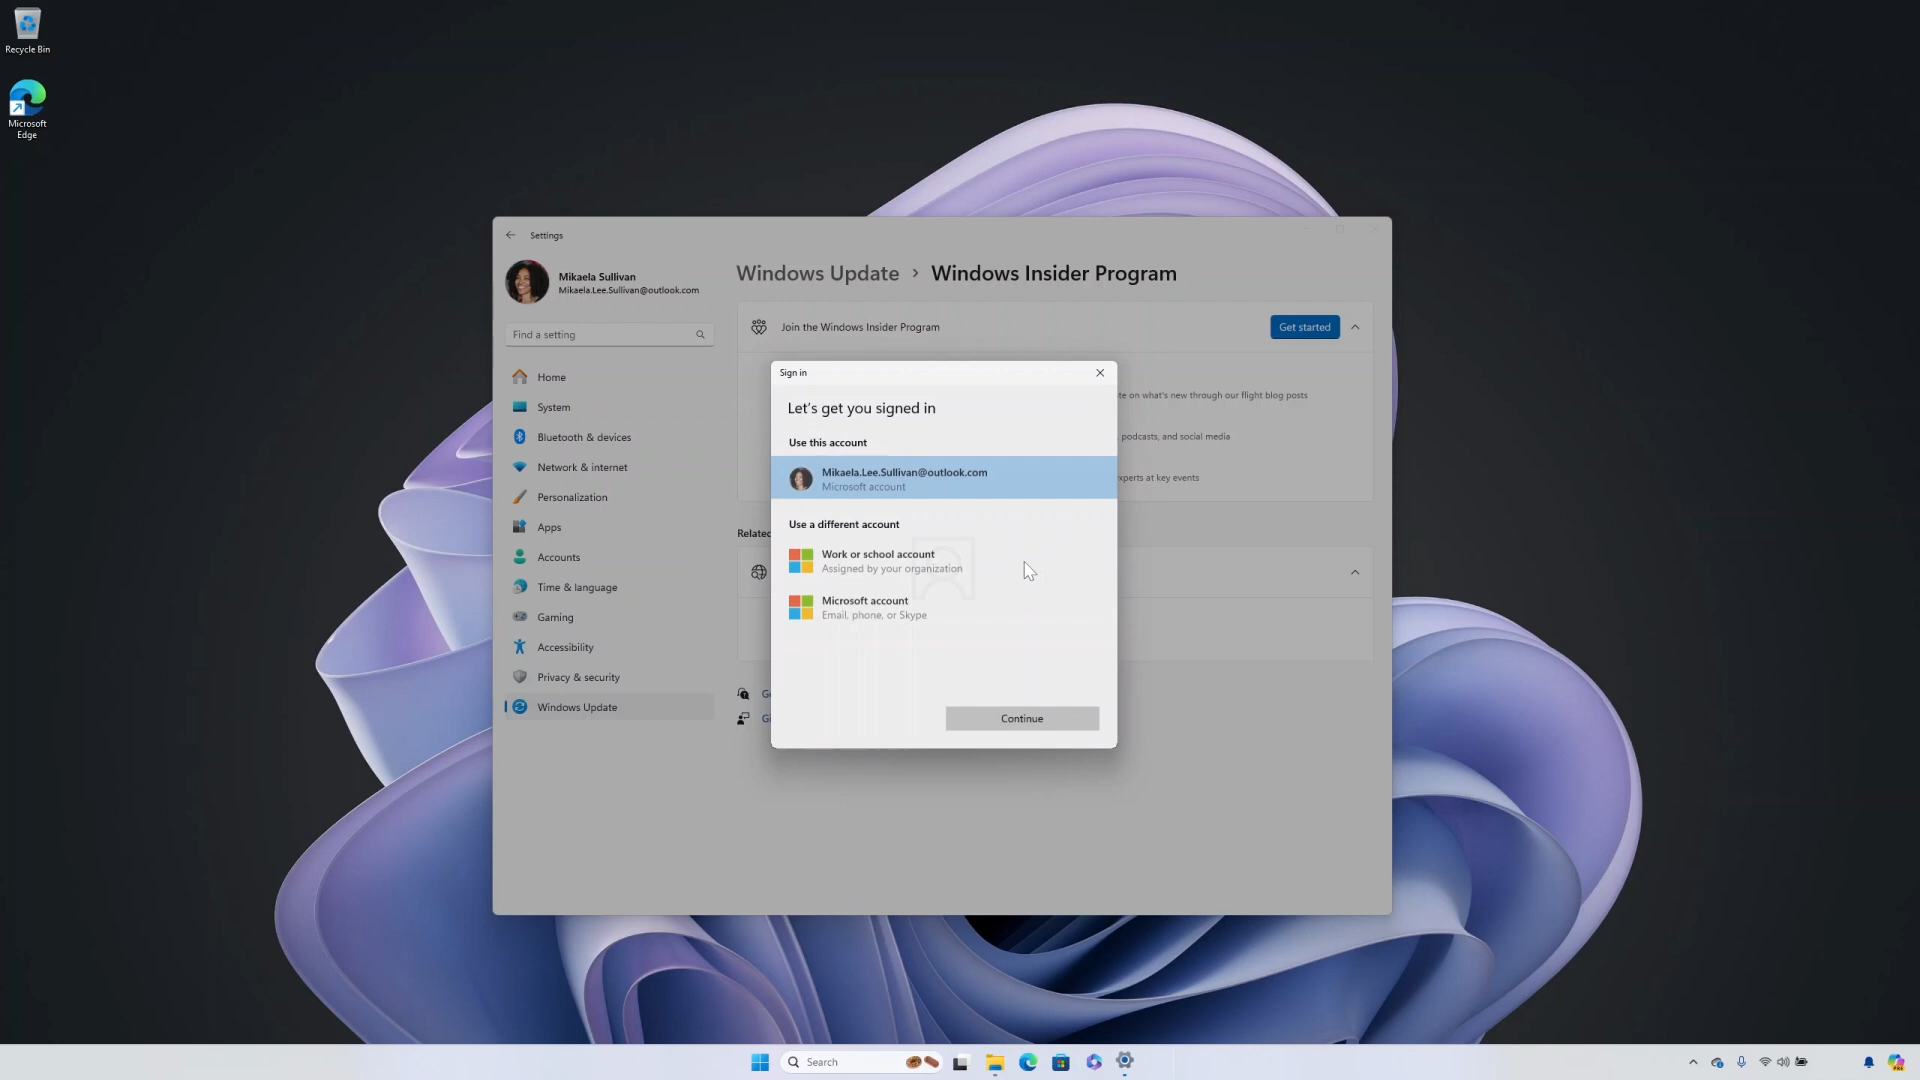 Recycle Bin
Microsoft
Edge
Settings
Mikaela Sullivan
Mikaela.Lee.Sullivan@outlook.com
Find a setting
Home
System
Bluetooth & devices
Network & internet
Personalization
Apps
Accounts
Time & language
Gaming
Accessibility
Privacy & security
Windows Update
Windows Update › Windows Insider Program
Join the Windows Insider Program
Get started
te on what's new through our flight blog posts
podcasts, and social media
xperts at key events
Related
Ge
Gi
Sign in
Let's get you signed in
Use this account
Mikaela.Lee.Sullivan@outlook.com
Microsoft account
Use a different account
Work or school account
Assigned by your organization
Microsoft account
Email, phone, or Skype
Continue
Search
PRE